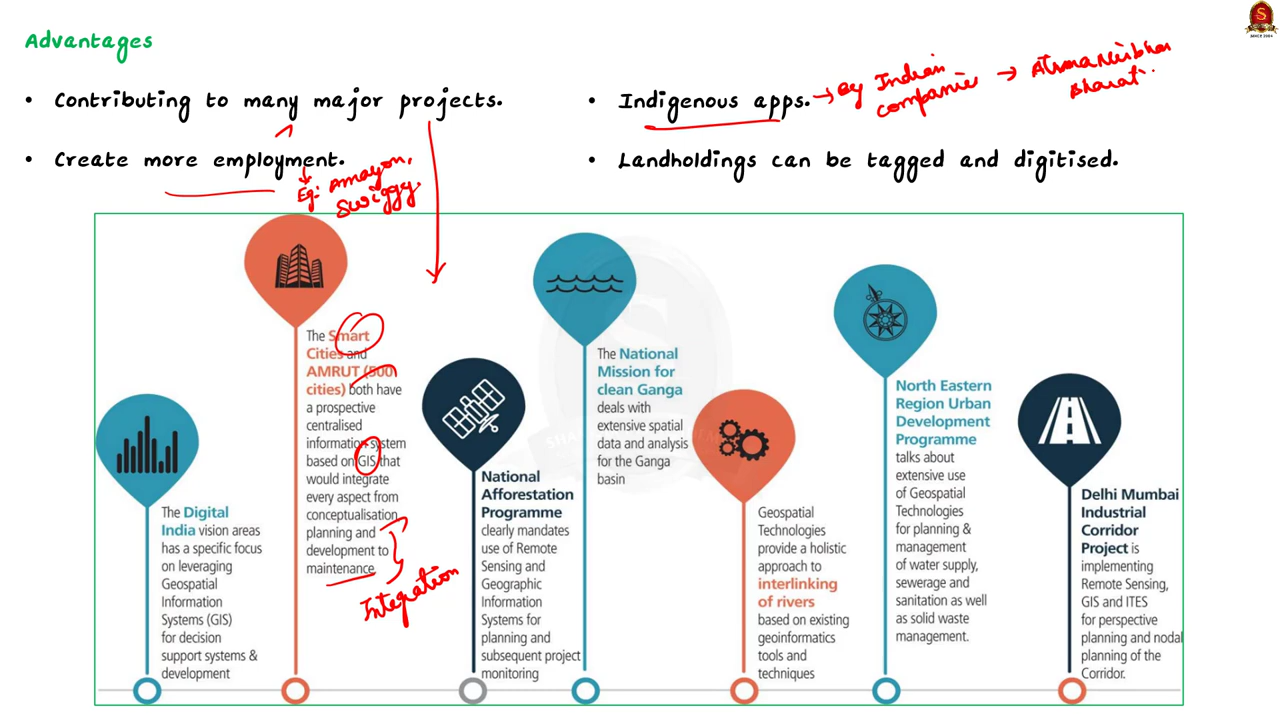 Advantages
• Contributing to many major projects.
• Create more employment.
Eg: Amazon,
Swiggy.
• Indigenous apps.
→ By Indian
companies
→ Atmanirbhar
Bharat.
• Landholdings can be tagged and digitised.
SINCE 2004
The Digital
India vision areas
has a specific focus
on leveraging
Geospatial
Information
Systems (GIS)
for decision
support systems &
development
The Smart
Cities and
AMRUT (500
cities) both have
a prospective
centralised
information system
based on GIS that
would integrate
every aspect from
conceptualisation
planning and
development to
maintenance
Integration
National
Afforestation
Programme
clearly mandates
use of Remote
Sensing and
Geographic
Information
Systems for
planning and
subsequent project
monitoring
The National
Mission for
clean Ganga
deals with
extensive spatial
data and analysis
for the Ganga
basin
Geospatial
Technologies
provide a holistic
approach to
interlinking
of rivers
based on existing
geoinformatics
tools and
techniques
North Eastern
Region Urban
Development
Programme
talks about
extensive use
of Geospatial
Technologies
for planning &
management
of water supply,
sewerage and
sanitation as well
as solid waste
management.
Delhi Mumbai
Industrial
Corridor
Project is
implementing
Remote Sensing,
GIS and ITES
for perspective
planning and nodal
planning of the
Corridor.